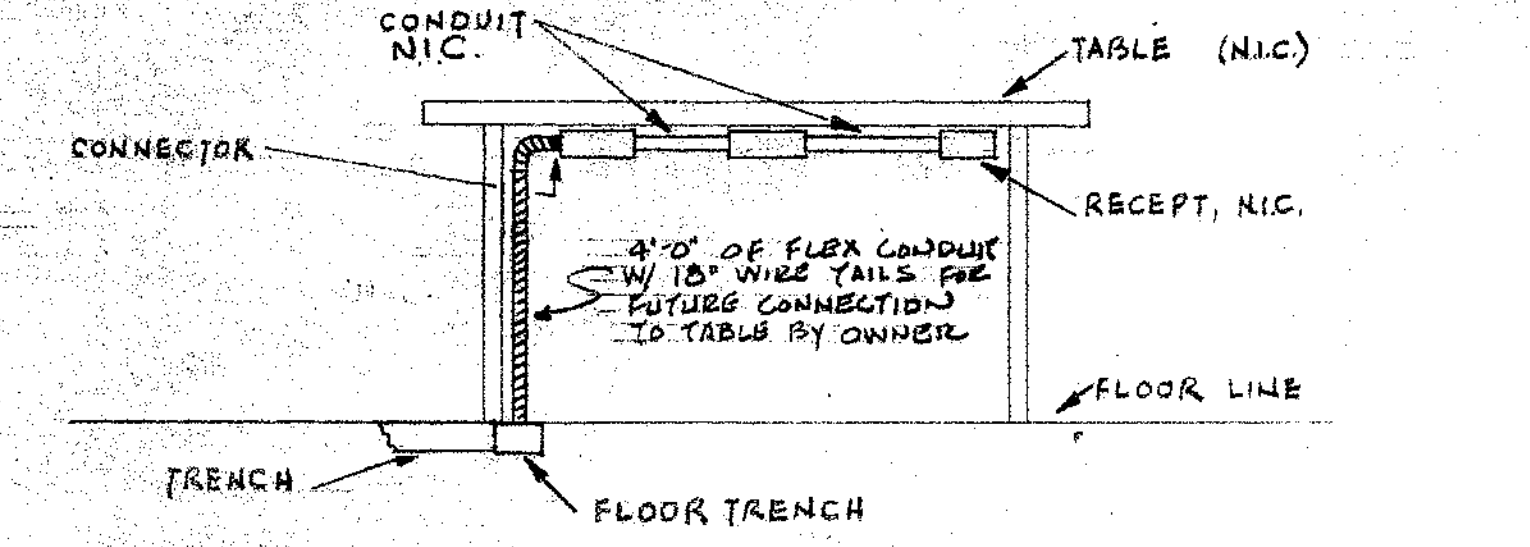 CONDUIT
N.I.C.
TABLE (N.I.C.)
CONNECTOR
RECEPT, N.I.C.
4'-0" OF FLEX CONDUIT
W/ 18" WIRE TAILS FOR
FUTURE CONNECTION
TO TABLE BY OWNER
FLOOR LINE
TRENCH
FLOOR TRENCH